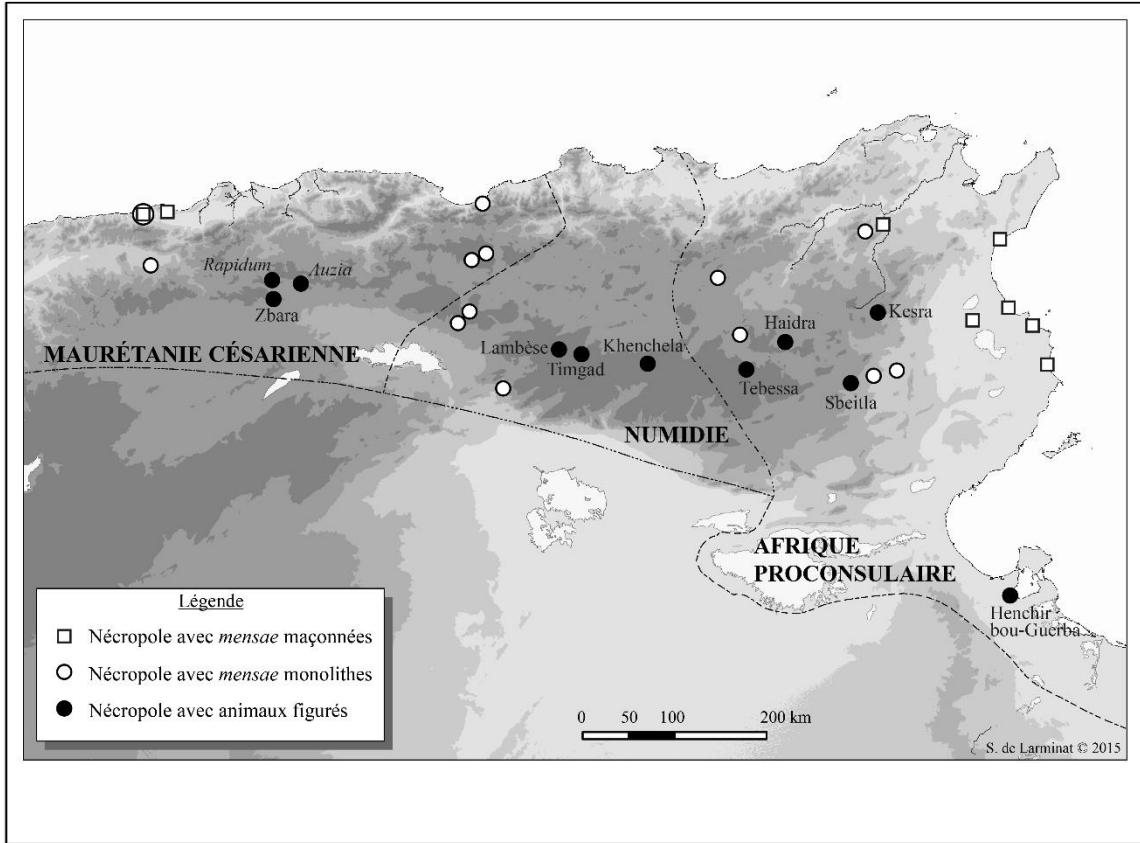 Rapidum
Auzia
Zbara
MAURÉTANIE CÉSARIENNE
Lambèse
Timgad
Khenchela
NUMIDIE
Haidra
Kesra
Tebessa
Sbeitla
AFRIQUE
PROCONSULAIRE
Henchir
bou-Guerba
Légende
Nécropole avec mensae maçonnées
Nécropole avec mensae monolithes
Nécropole avec animaux figurés
0 50 100 200 km
S. de Larminat © 2015